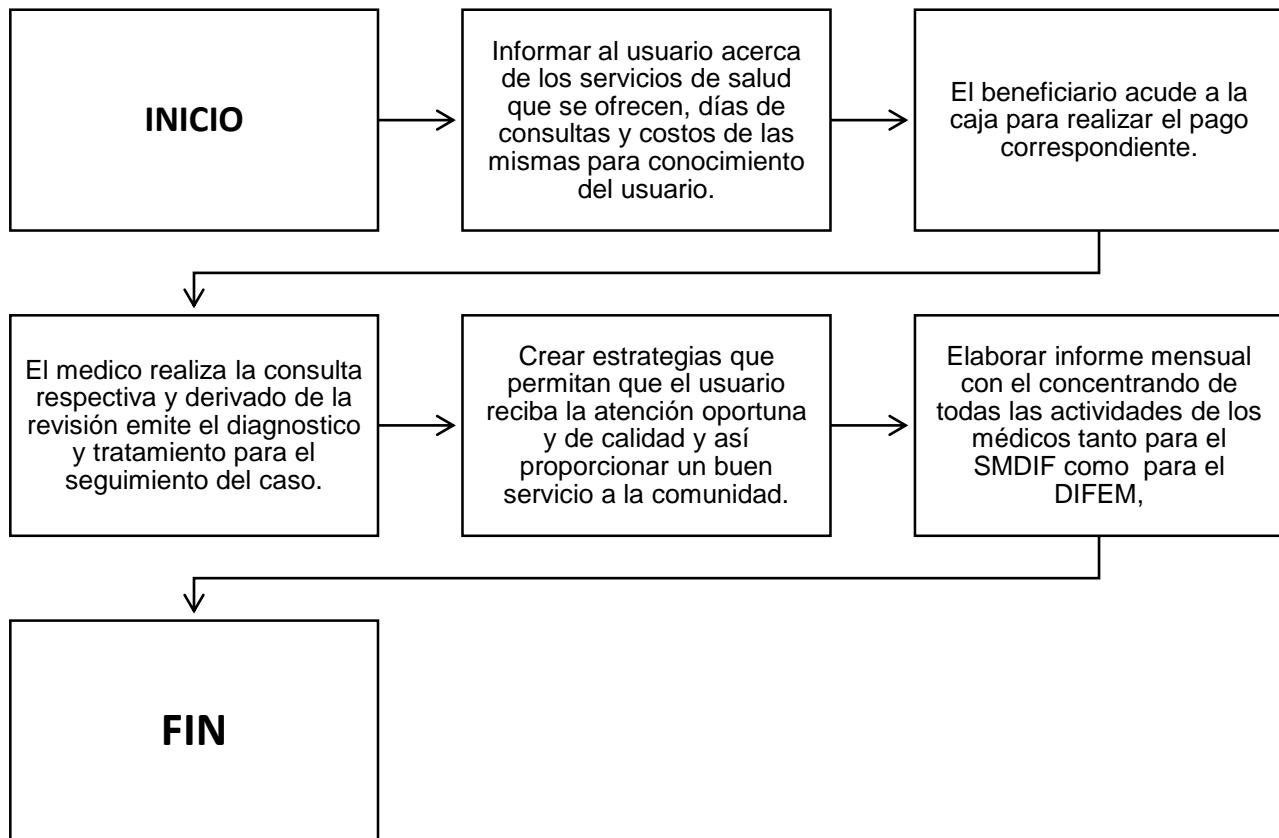 INICIO
Informar al usuario acerca
de los servicios de salud
que se ofrecen, días de
consultas y costos de las
mismas para conocimiento
del usuario.
El beneficiario acude a la
caja para realizar el pago
correspondiente.
El medico realiza la consulta
respectiva y derivado de la
revisión emite el diagnostico
y tratamiento para el
seguimiento del caso.
Crear estrategias que
permitan que el usuario
reciba la atención oportuna
y de calidad y así
proporcionar un buen
servicio a la comunidad.
Elaborar informe mensual
con el concentrando de
todas las actividades de los
médicos tanto para el
SMDIF como para el
DIFEM,
FIN